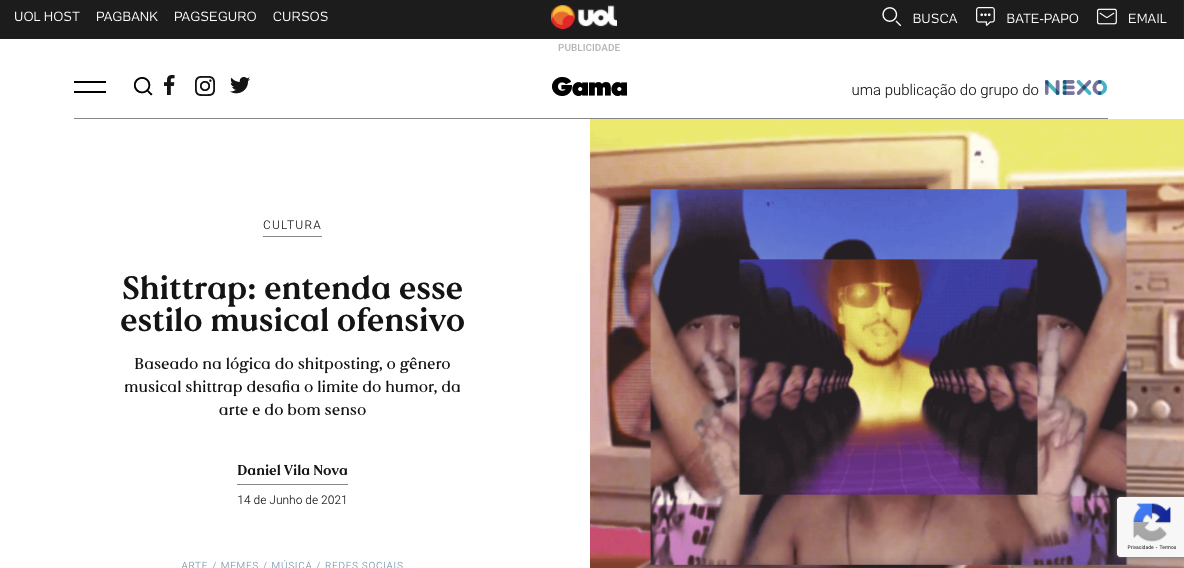 UOL HOST PAGBANK PAGSEGURO CURSOS UOL BUSCA BATE-PAPO EMAIL
PUBLICIDADE
Gama
uma publicação do grupo do NEXO
CULTURA
Shittrap: entenda esse
estilo musical ofensivo
Baseado na lógica do shitposting, o gênero
musical shittrap desafia o limite do humor, da
arte e do bom senso
Daniel Vila Nova
14 de Junho de 2021
ARTE / MEMES / MÚSICA / REDES SOCIAIS
Privacidade - Termos